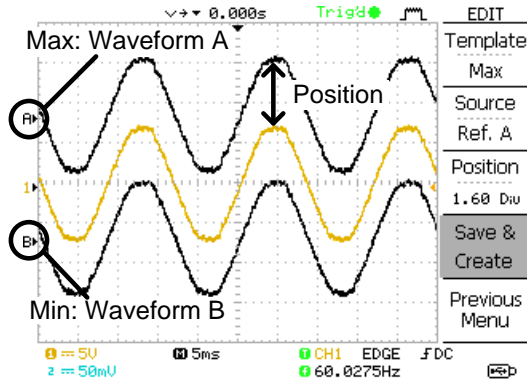 0.000s Trig'd EDIT
Max: Waveform A
Template
Max
Source
Ref. A
Position
A
Position
1.60 Div
1
B
Save &
Create
Min: Waveform B
Previous
Menu
1 5V M 5ms T CH1 EDGE DC
2 50mV f 60.0275Hz